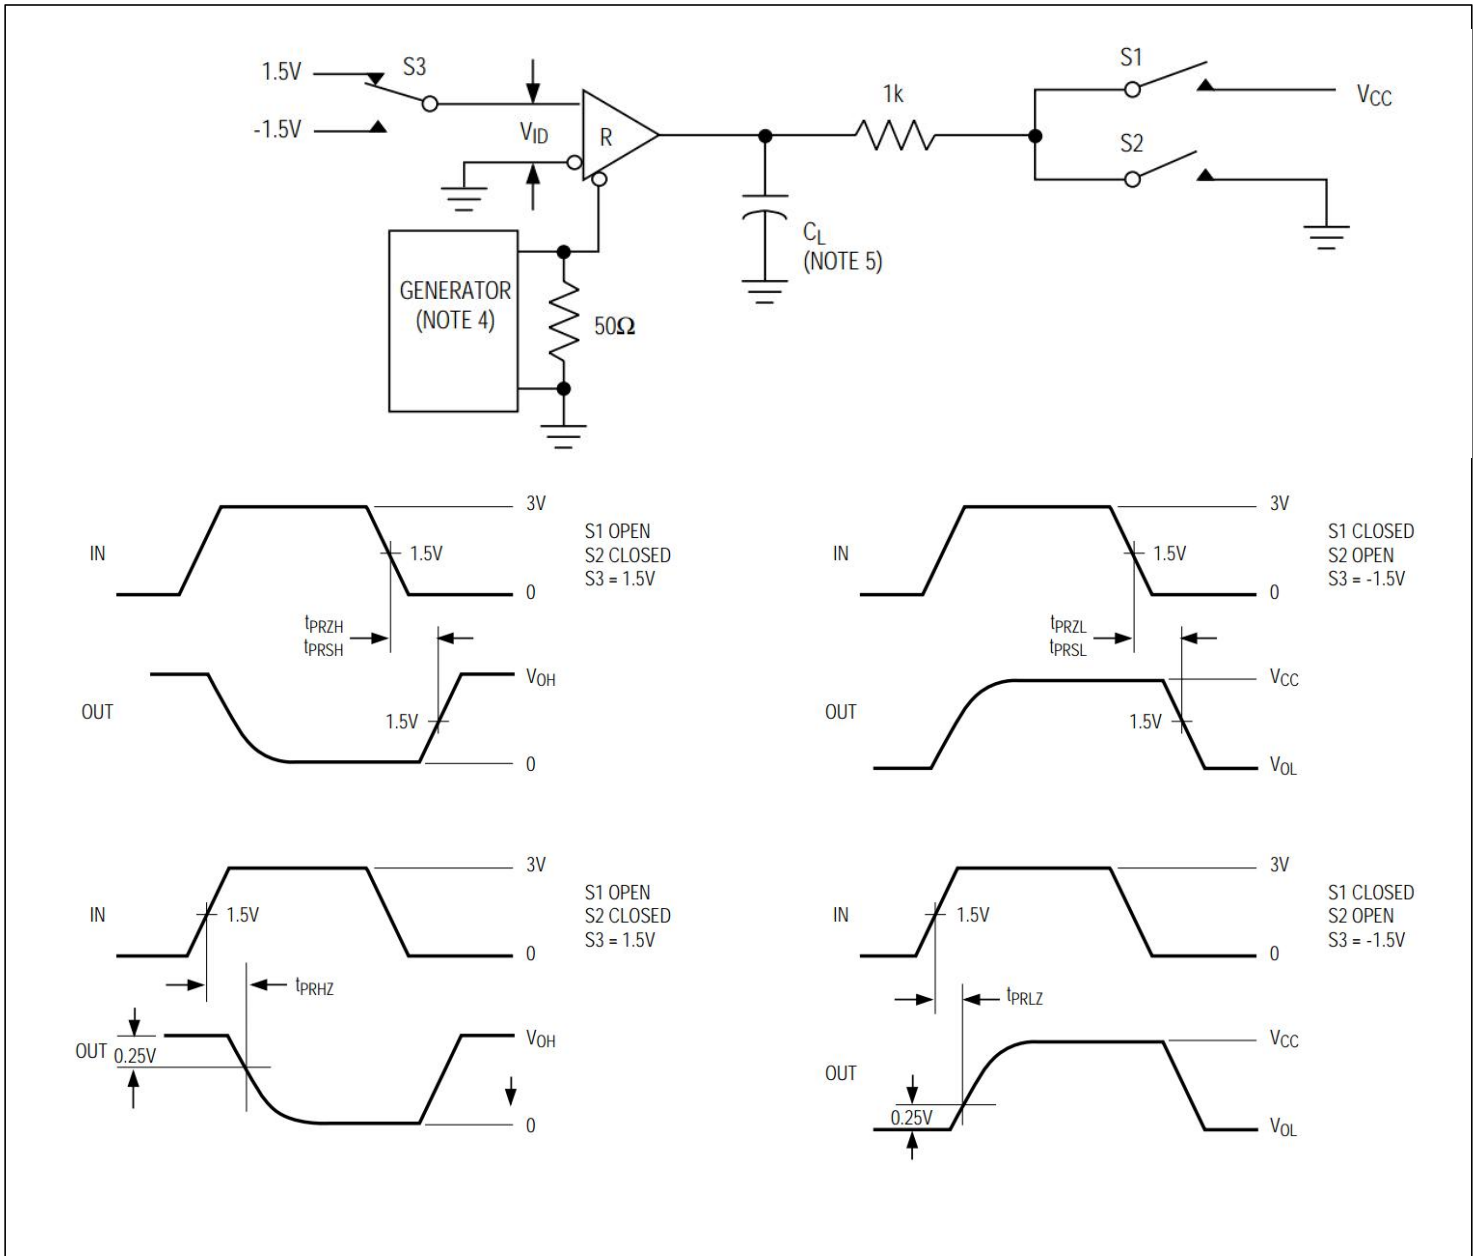 1.5V
S3
-1.5V
VID
R
1k
S1
VCC
S2
CL
(NOTE 5)
GENERATOR
(NOTE 4)
50Ω
IN
3V
1.5V
0
S1 OPEN
S2 CLOSED
S3 = 1.5V
tPRZH
tPRSH
OUT
VOH
1.5V
0
IN
3V
1.5V
0
S1 CLOSED
S2 OPEN
S3 = -1.5V
tPRZL
tPRSL
OUT
VCC
1.5V
VOL
IN
3V
1.5V
0
S1 OPEN
S2 CLOSED
S3 = 1.5V
tPRHZ
OUT
0.25V
VOH
0
IN
3V
1.5V
0
S1 CLOSED
S2 OPEN
S3 = -1.5V
tPRLZ
OUT
VCC
0.25V
VOL